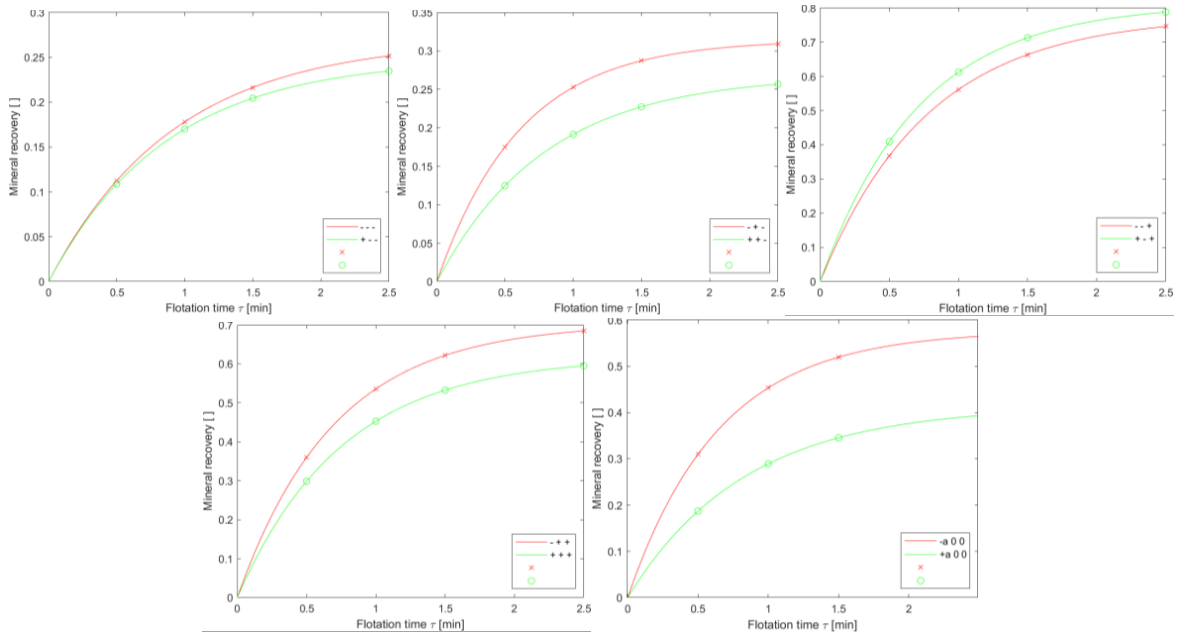 0.3
0.25
0.2
0.15
0.1
0.05
0
Mineral recovery [ ]
0 0.5 1 1.5 2 2.5
Flotation time τ [min]
- - -
+ - -
0.35
0.3
0.25
0.2
0.15
0.1
0.05
0
Mineral recovery [ ]
0 0.5 1 1.5 2 2.5
Flotation time τ [min]
- + -
+ + -
0.8
0.7
0.6
0.5
0.4
0.3
0.2
0.1
0
Mineral recovery [ ]
0 0.5 1 1.5 2 2.5
Flotation time τ [min]
- - +
+ - +
0.7
0.6
0.5
0.4
0.3
0.2
0.1
0
Mineral recovery [ ]
0 0.5 1 1.5 2 2.5
Flotation time τ [min]
- + +
+ + +
0.6
0.5
0.4
0.3
0.2
0.1
0
Mineral recovery [ ]
0 0.5 1 1.5 2
Flotation time τ [min]
-a 0 0
+a 0 0